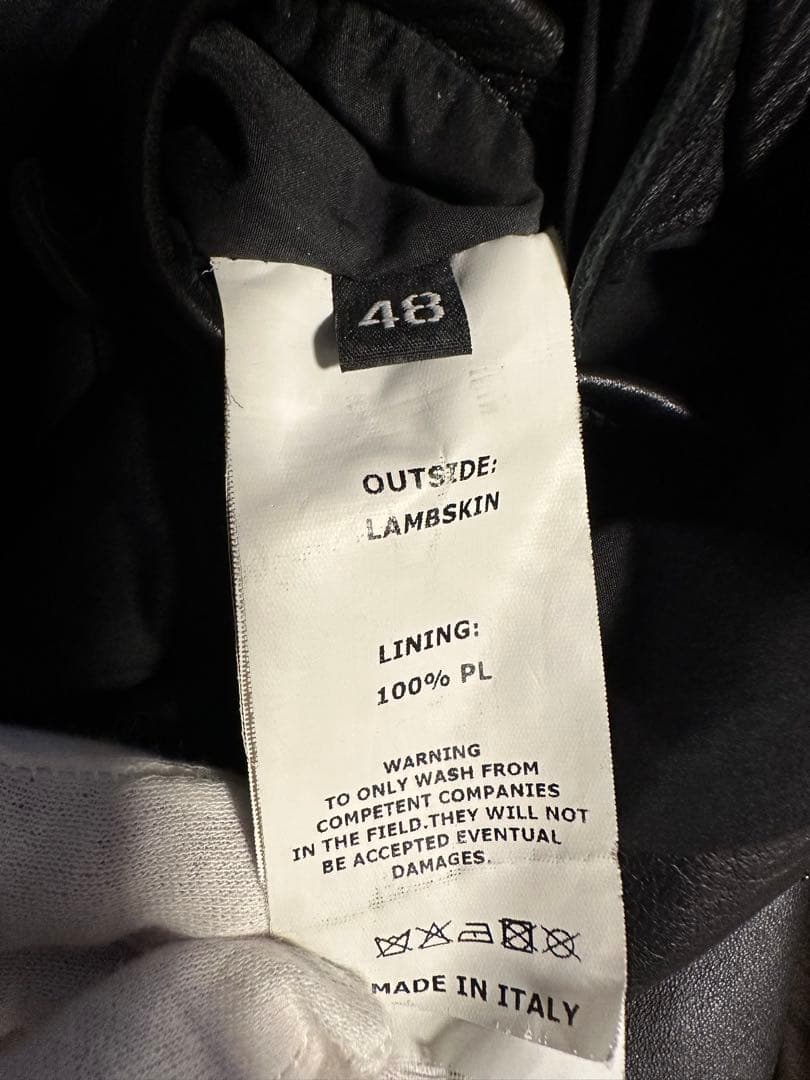 48
OUTSIDE:
LAMBSKIN
LINING:
100% PL
WARNING
TO ONLY WASH FROM
COMPETENT COMPANIES
IN THE FIELD.THEY WILL NOT
BE ACCEPTED EVENTUAL
DAMAGES.
MADE IN ITALY